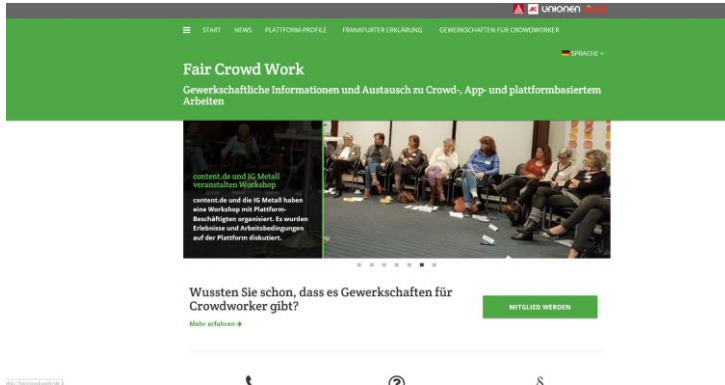 AK UNIONEN
START NEWS PLATTFORM-PROFILE FRANKFURTER ERKLÄRUNG GEWERKSCHAFTEN FÜR CROWDWORKER
SPRACHE
Fair Crowd Work
Gewerkschaftliche Informationen und Austausch zu Crowd-, App- und plattformbasiertem
Arbeiten
content.de und IG Metall
veranstalten Workshop
content.de und die IG Metall haben
eine Workshop mit Plattform-
Beschäftigten organisiert. Es wurden
Erlebnisse und Arbeitsbedingungen
auf der Plattform diskutiert.
Wussten Sie schon, dass es Gewerkschaften für
Crowdworker gibt?
MITGLIED WERDEN
Mehr erfahren →